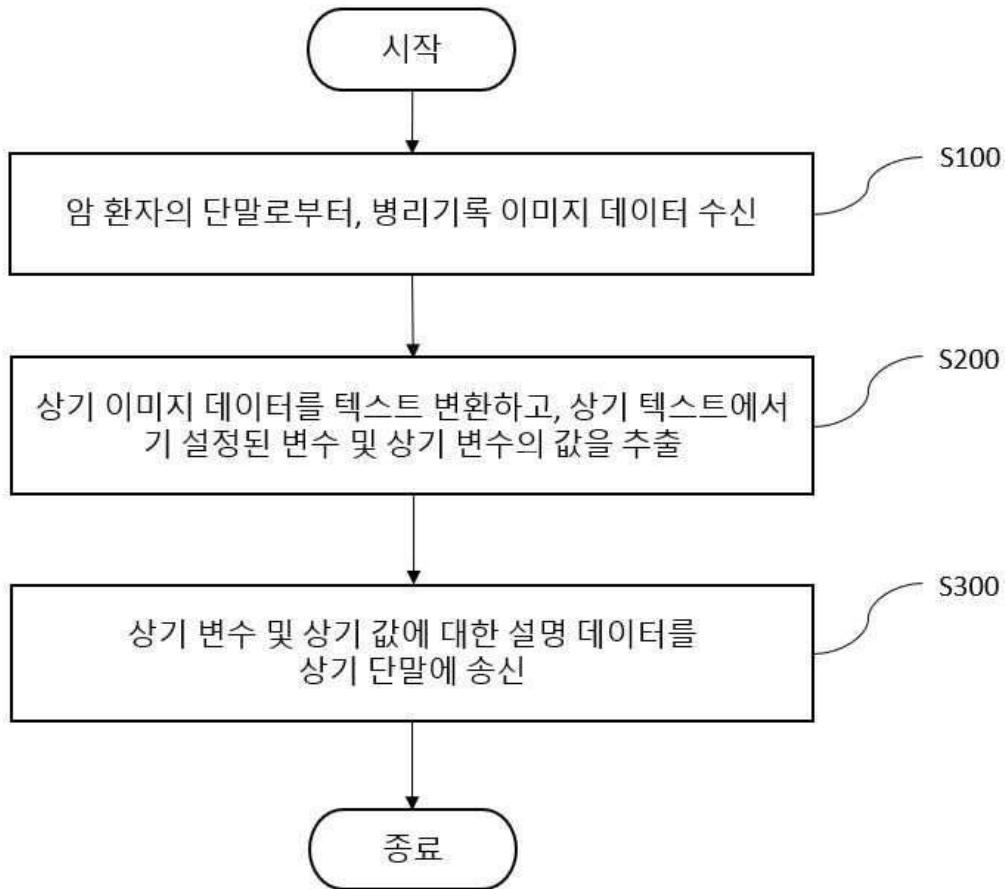 시작
S100
암 환자의 단말로부터, 병리기록 이미지 데이터 수신
S200
상기 이미지 데이터를 텍스트 변환하고, 상기 텍스트에서
기 설정된 변수 및 상기 변수의 값을 추출
S300
상기 변수 및 상기 값에 대한 설명 데이터를
상기 단말에 송신
종료